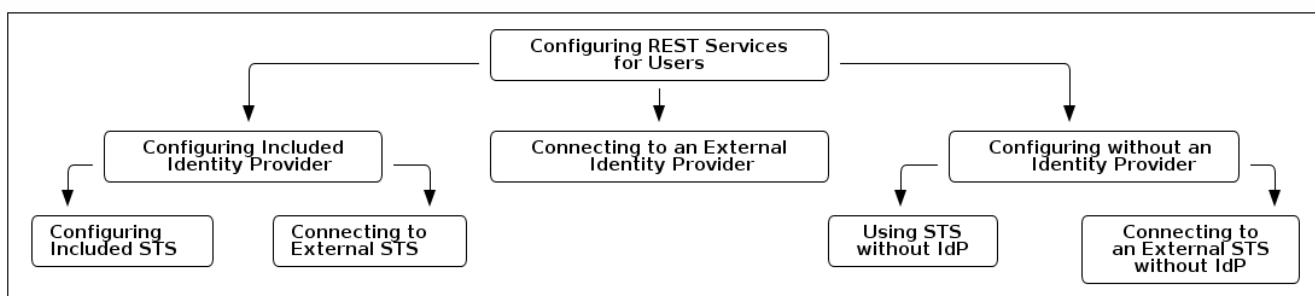 Configuring REST Services
for Users
Configuring Included
Identity Provider
Connecting to an External
Identity Provider
Configuring without an
Identity Provider
Configuring
Included STS
Connecting to
External STS
Using STS
without IdP
Connecting to
an External STS
without IdP